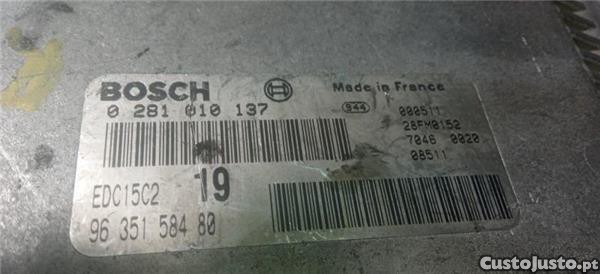 BOSCH
Made in France
0 281 010 137
944
000511
28FM0152
7046 0020
08511
EDC15C2
19
96 351 584 80
CustoJusto.pt